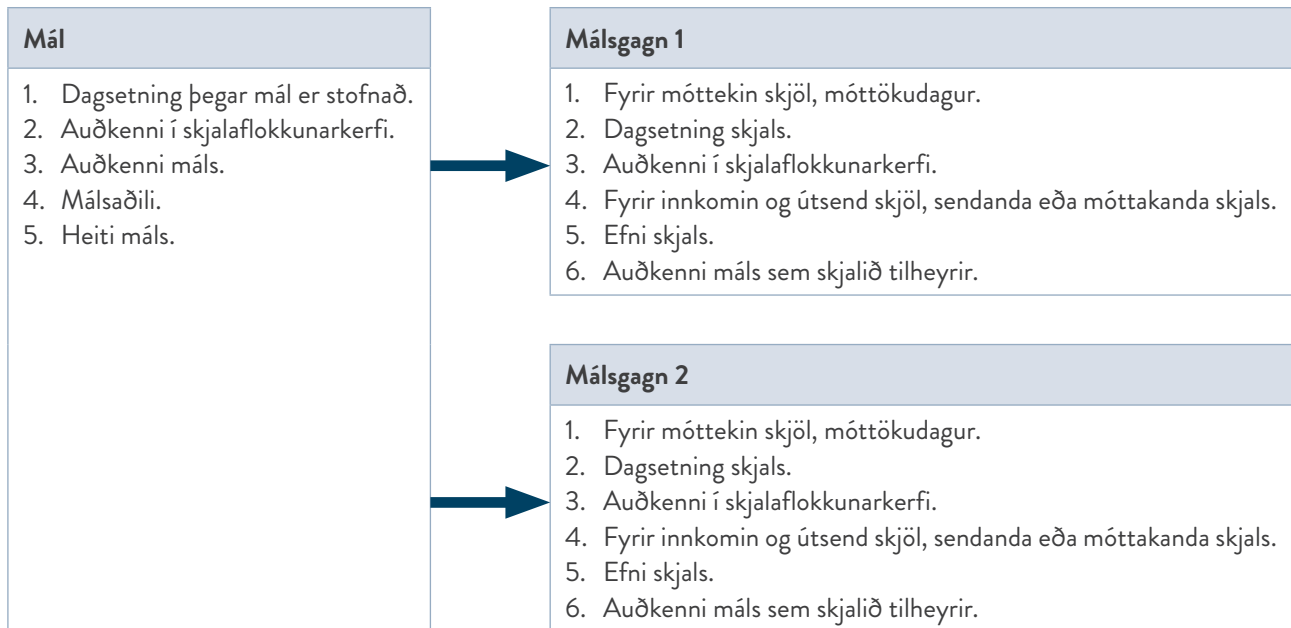 Mál
1. Dagsetning þegar mál er stofnað.
2. Auðkenni í skjalaflokkunarkerfi.
3. Auðkenni máls.
4. Málsaðili.
5. Heiti máls.
Málsgagn 1
1. Fyrir móttekin skjöl, móttökudagur.
2. Dagsetning skjals.
3. Auðkenni í skjalaflokkunarkerfi.
4. Fyrir innkomin og útsend skjöl, sendanda eða móttakanda skjals.
5. Efni skjals.
6. Auðkenni máls sem skjalið tilheyrir.
Málsgagn 2
1. Fyrir móttekin skjöl, móttökudagur.
2. Dagsetning skjals.
3. Auðkenni í skjalaflokkunarkerfi.
4. Fyrir innkomin og útsend skjöl, sendanda eða móttakanda skjals.
5. Efni skjals.
6. Auðkenni máls sem skjalið tilheyrir.